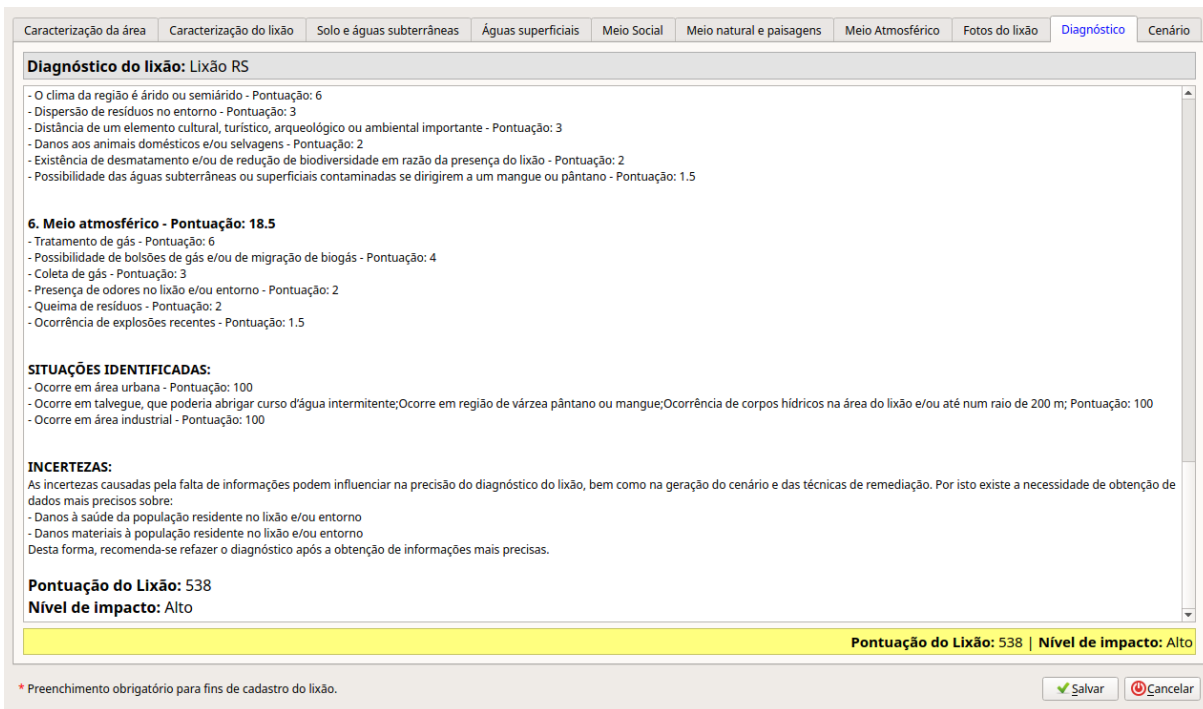 Caracterização da área Caracterização do lixão Solo e águas subterrâneas Águas superficiais Meio Social Meio natural e paisagens Meio Atmosférico Fotos do lixão Diagnóstico Cenário
Diagnóstico do lixão: Lixão RS
- O clima da região é árido ou semiárido - Pontuação: 6
- Dispersão de resíduos no entorno - Pontuação: 3
- Distância de um elemento cultural, turístico, arqueológico ou ambiental importante - Pontuação: 3
- Danos aos animais domésticos e/ou selvagens - Pontuação: 2
- Existência de desmatamento e/ou de redução de biodiversidade em razão da presença do lixão - Pontuação: 2
- Possibilidade das águas subterrâneas ou superficiais contaminadas se dirigirem a um mangue ou pântano - Pontuação: 1.5
6. Meio atmosférico - Pontuação: 18.5
- Tratamento de gás - Pontuação: 6
- Possibilidade de bolsões de gás e/ou de migração de biogás - Pontuação: 4
- Coleta de gás - Pontuação: 3
- Presença de odores no lixão e/ou entorno - Pontuação: 2
- Queima de resíduos - Pontuação: 2
- Ocorrência de explosões recentes - Pontuação: 1.5
SITUAÇÕES IDENTIFICADAS:
- Ocorre em área urbana - Pontuação: 100
- Ocorre em talvegue, que poderia abrigar curso d'água intermitente;Ocorre em região de várzea pântano ou mangue;Ocorrência de corpos hídricos na área do lixão e/ou até num raio de 200 m; Pontuação: 100
- Ocorre em área industrial - Pontuação: 100
INCERTEZAS:
As incertezas causadas pela falta de informações podem influenciar na precisão do diagnóstico do lixão, bem como na geração do cenário e das técnicas de remediação. Por isto existe a necessidade de obtenção de
dados mais precisos sobre:
- Danos à saúde da população residente no lixão e/ou entorno
- Danos materiais à população residente no lixão e/ou entorno
Desta forma, recomenda-se refazer o diagnóstico após a obtenção de informações mais precisas.
Pontuação do Lixão: 538
Nível de impacto: Alto
Pontuação do Lixão: 538 | Nível de impacto: Alto
* Preenchimento obrigatório para fins de cadastro do lixão.
Salvar Cancelar